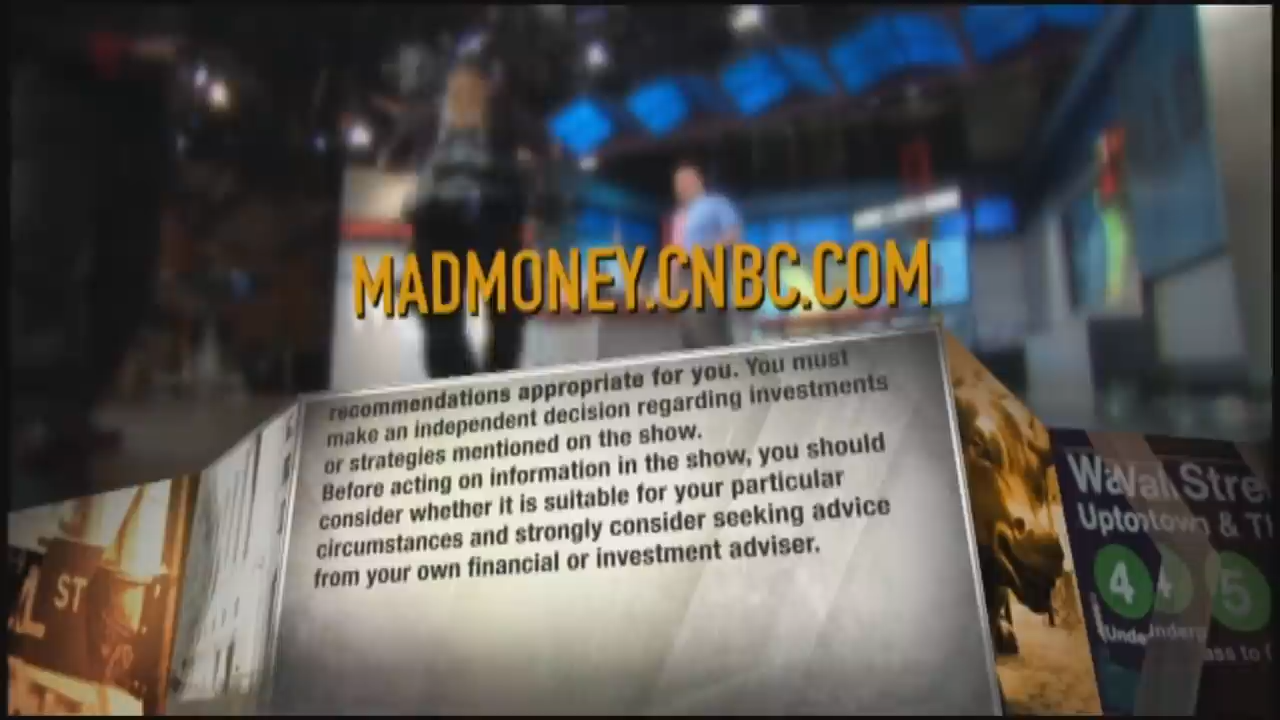 MADMONEY.CNBC.COM
recommendations appropriate for you. You must
make an independent decision regarding investments
or strategies mentioned on the show.
Before acting on information in the show, you should
consider whether it is suitable for your particular
circumstances and strongly consider seeking advice
from your own financial or investment adviser.
ST
Wall Stre
Uptown & T
4 5